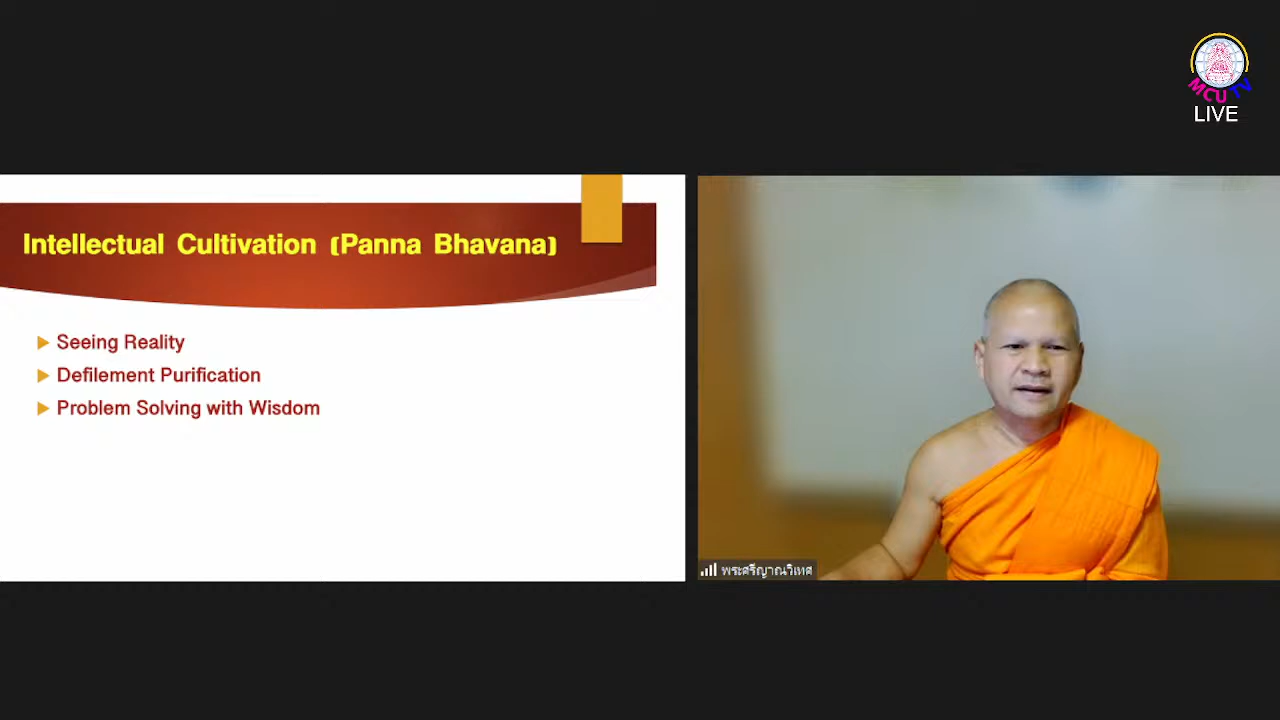 MCU TV
LIVE
Intellectual Cultivation (Panna Bhavana)
Seeing Reality
Defilement Purification
Problem Solving with Wisdom
พระศรีญาณวิเทศ